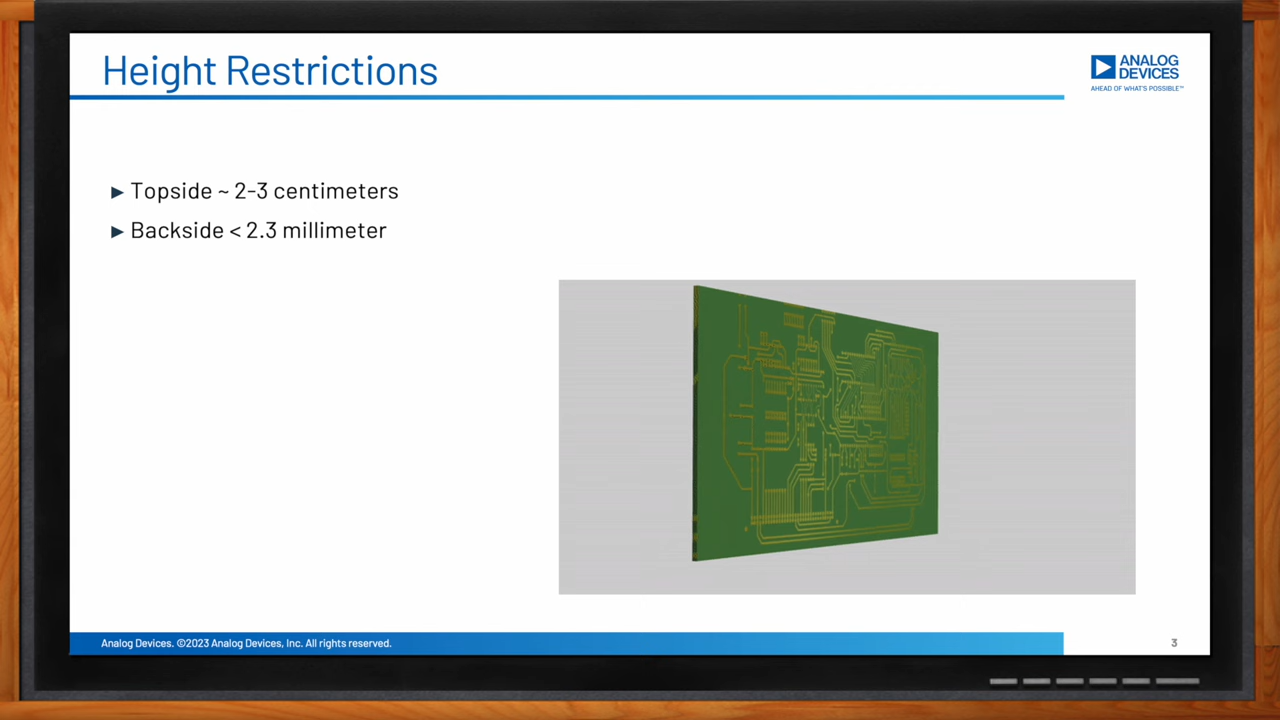 Height Restrictions
ANALOG
DEVICES
AHEAD OF WHAT'S POSSIBLE™
► Topside ~ 2-3 centimeters
► Backside < 2.3 millimeter
Analog Devices. ©2023 Analog Devices, Inc. All rights reserved.
3